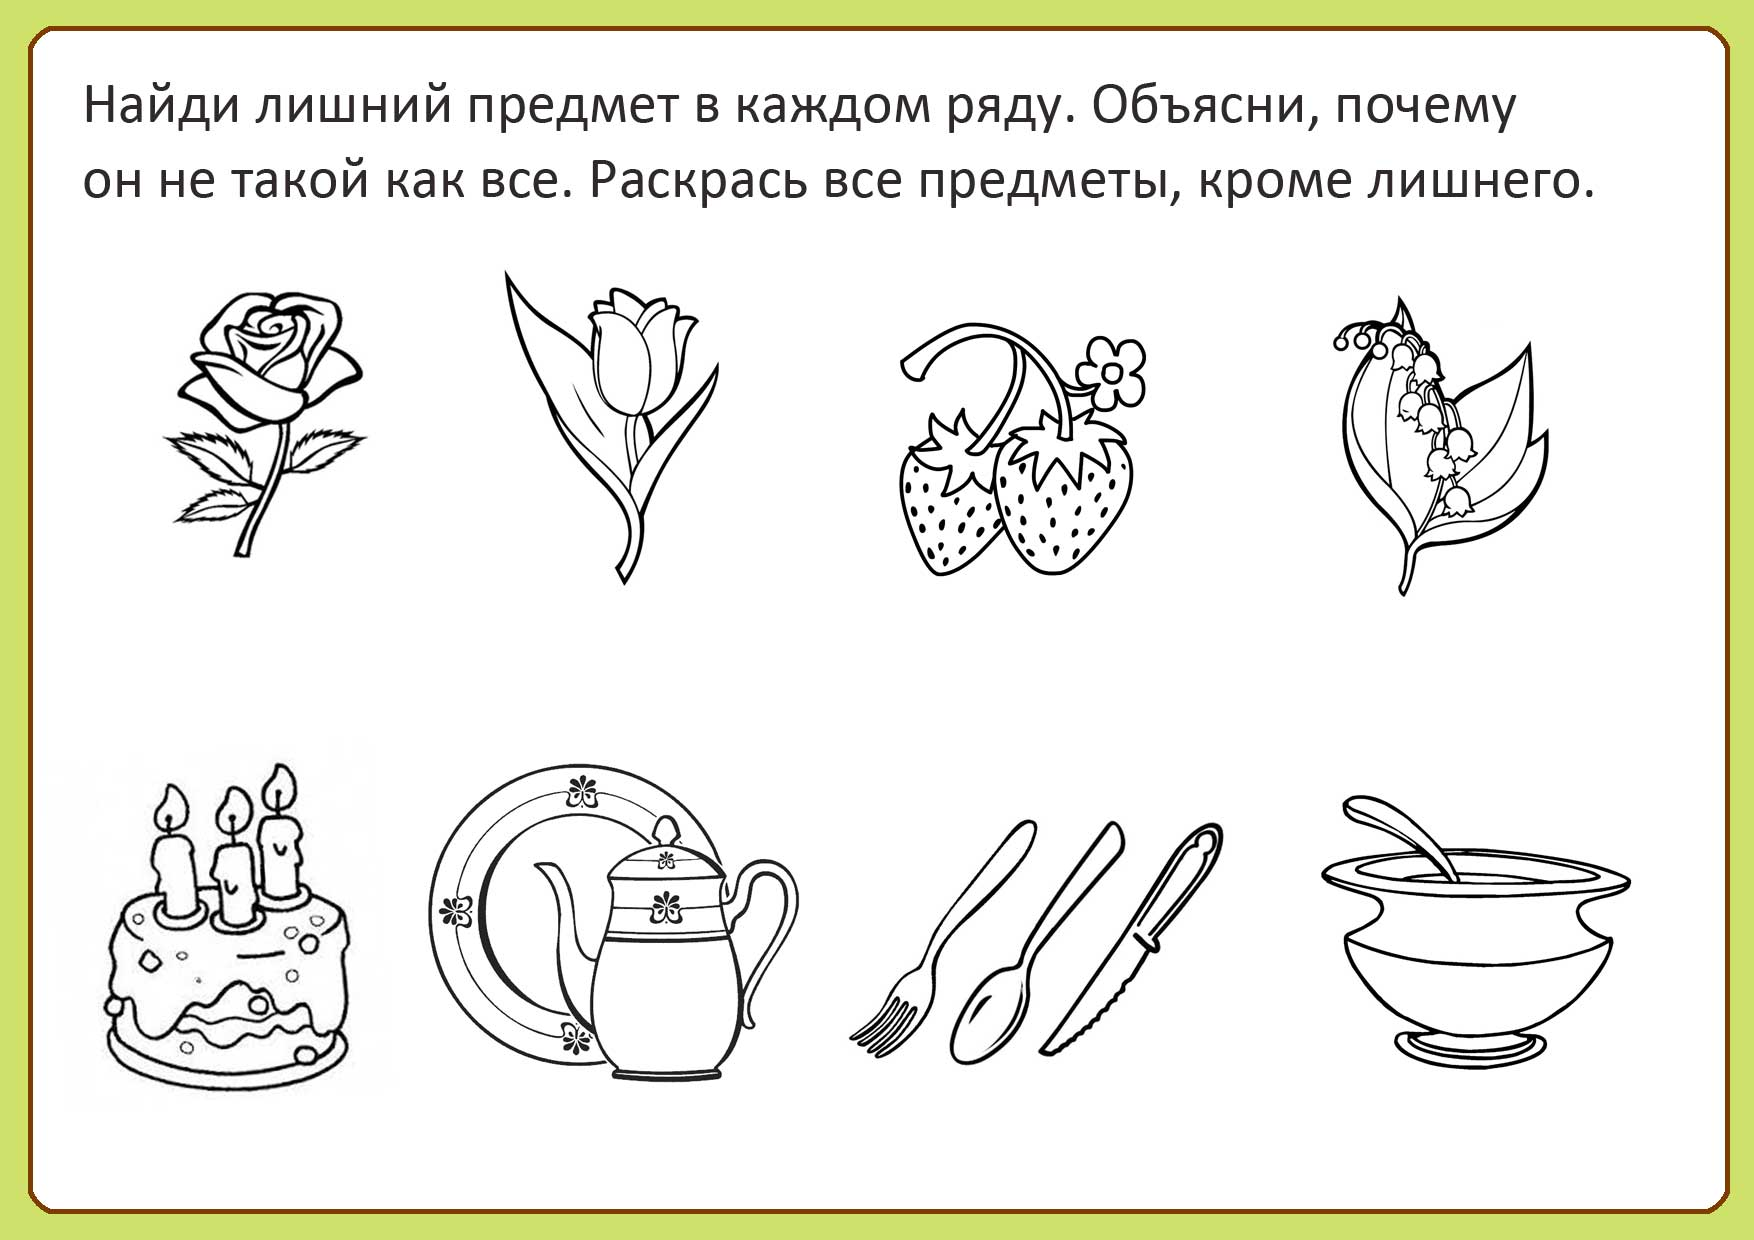 Найди лишний предмет в каждом ряду. Объясни, почему
он не такой как все. Раскрась все предметы, кроме лишнего.